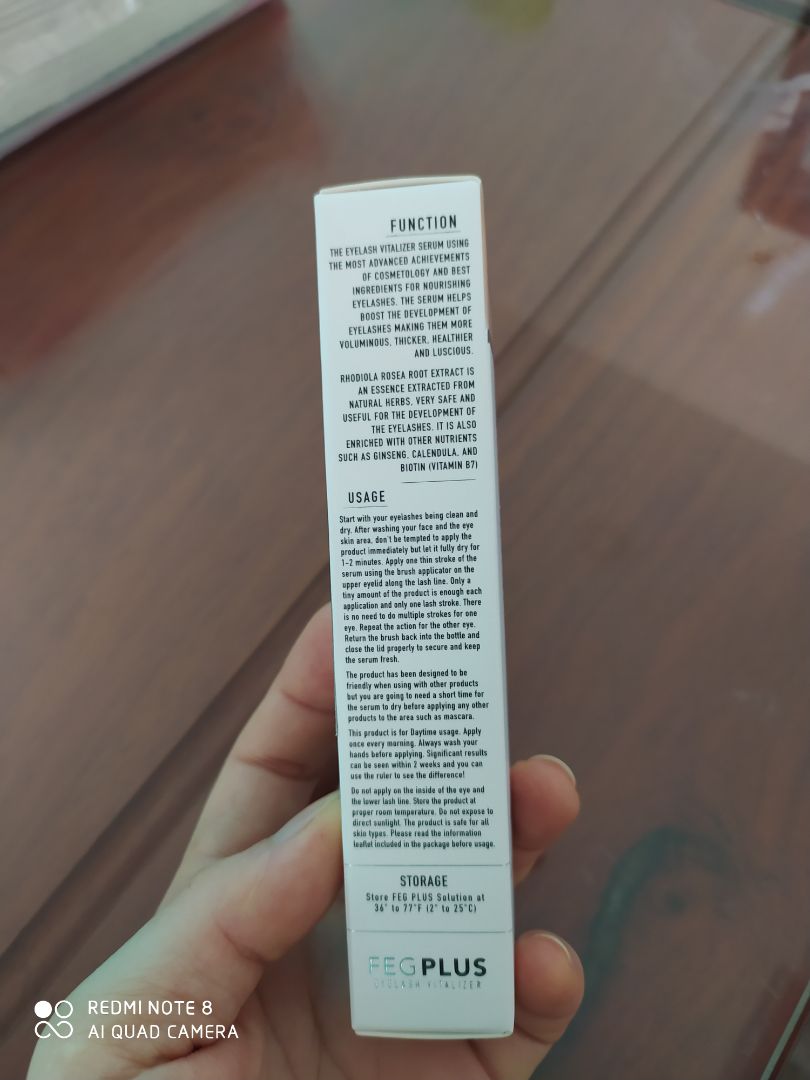 FUNCTION
THE EYELASH VITALIZER SERUM USING
THE MOST ADVANCED ACHIEVEMENTS
OF COSMETOLOGY AND BEST
INGREDIENTS FOR NOURISHING
EYELASHES. THE SERUM HELPS
BOOST THE DEVELOPMENT OF
EYELASHES MAKING THEM MORE
VOLUMINOUS, THICKER, HEALTHIER
AND LUSCIOUS.
RHODIOLA ROSEA ROOT EXTRACT IS
AN ESSENCE EXTRACTED FROM
NATURAL HERBS, VERY SAFE AND
USEFUL FOR THE DEVELOPMENT OF
THE EYELASHES. IT IS ALSO
ENRICHED WITH OTHER NUTRIENTS
SUCH AS GINSENG, CALENDULA, AND
BIOTIN (VITAMIN B7)
USAGE
Start with your eyelashes being clean and
dry. After washing your face and the eye
skin area, don't be tempted to apply the
product immediately but let it fully dry for
1-2 minutes. Apply one thin stroke of the
serum using the brush applicator on the
upper eyelid along the lash line. Only a
tiny amount of the product is enough each
application and only one lash stroke. There
is no need to do multiple strokes for one
eye. Repeat the action for the other eye.
Return the brush back into the bottle and
close the lid properly to secure and keep
the serum fresh.
The product has been designed to be
friendly when using with other products
but you are going to need a short time for
the serum to dry before applying any other
products to the area such as mascara.
This product is for Daytime usage. Apply
once every morning. Always wash your
hands before applying. Significant results
can be seen within 2 weeks and you can
use the ruler to see the difference!
Do not apply on the inside of the eye and
the lower lash line. Store the product at
proper room temperature. Do not expose to
direct sunlight. The product is safe for all
skin types. Please read the information
leaflet included in the package before usage.
STORAGE
Store FEG PLUS Solution at
36° to 77°F (2° to 25°C)
FEGPLUS
EYELASH VITALIZER
REDMI NOTE 8
AI QUAD CAMERA